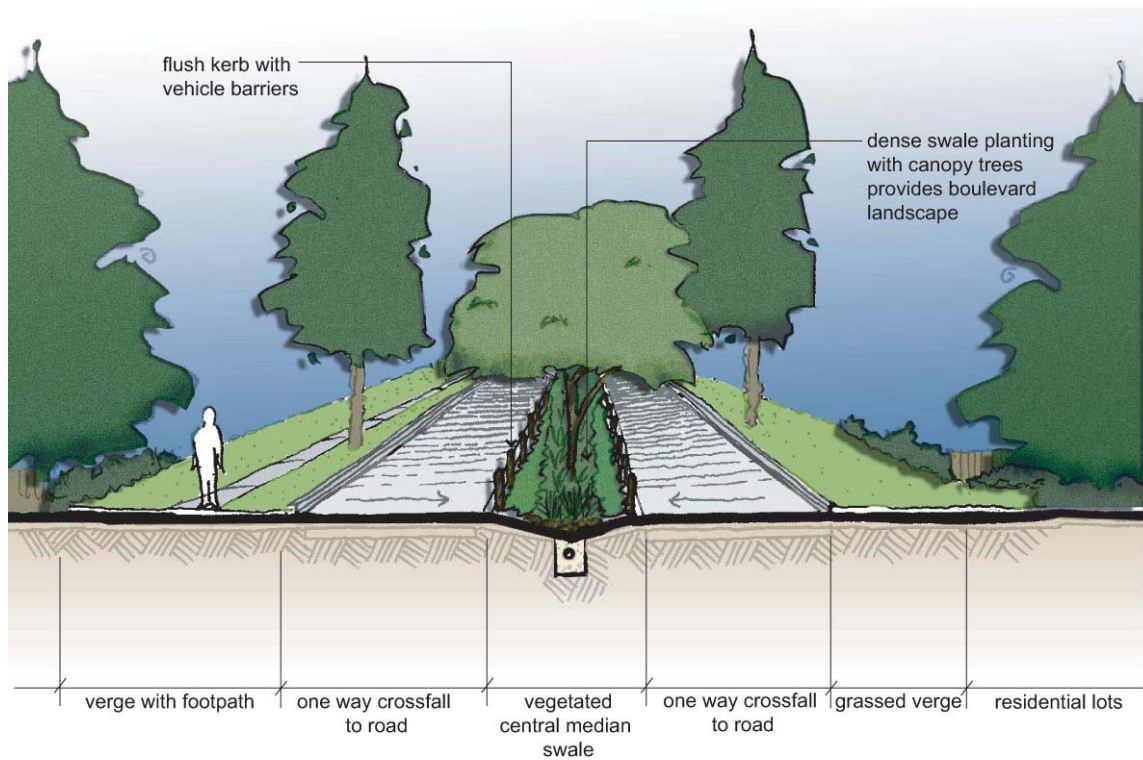 flush kerb with
vehicle barriers
dense swale planting
with canopy trees
provides boulevard
landscape
verge with footpath
one way crossfall
to road
vegetated
central median
swale
one way crossfall
to road
grassed verge
residential lots